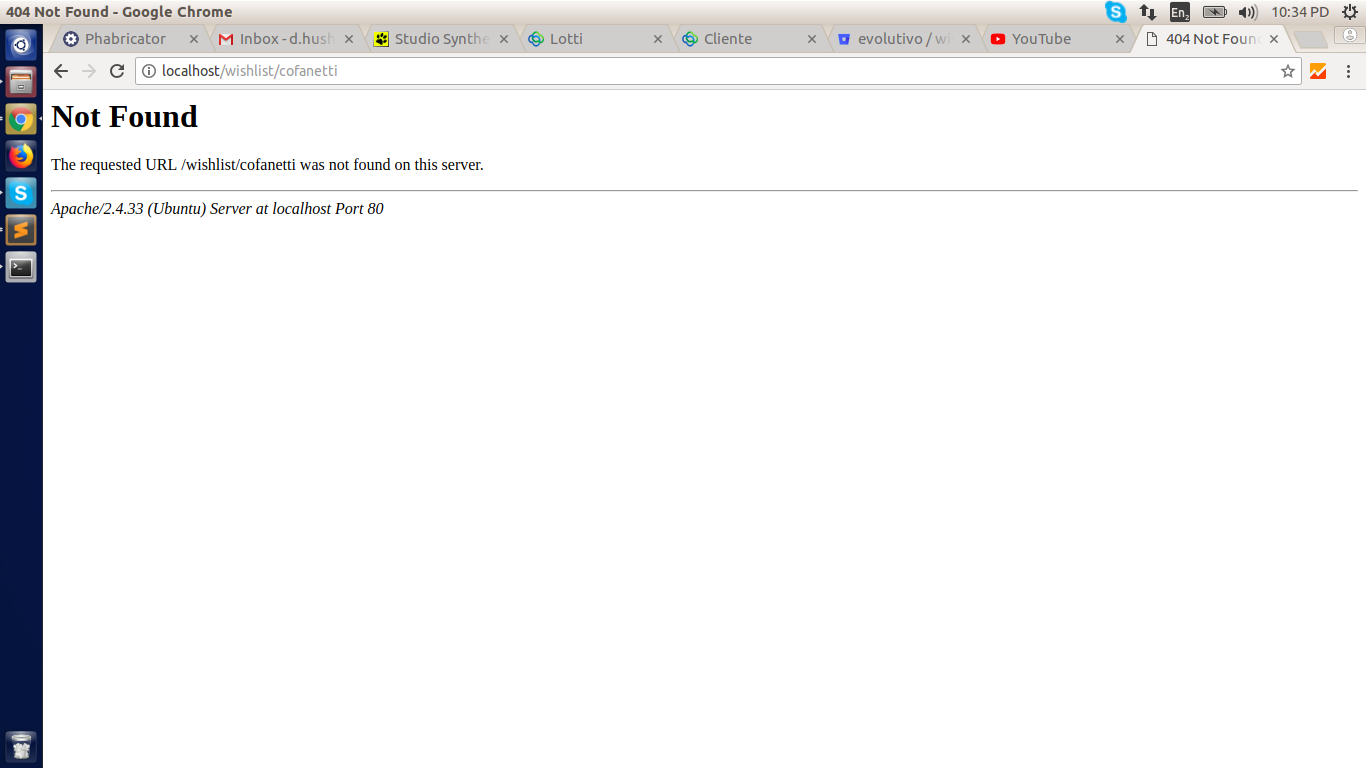 404 Not Found - Google Chrome
En2
10:34 PD
Phabricator
Inbox - d.hush
Studio Synthe
Lotti
Cliente
evolutivo / wi
YouTube
404 Not Foun
localhost/wishlist/cofanetti
Not Found
The requested URL /wishlist/cofanetti was not found on this server.
Apache/2.4.33 (Ubuntu) Server at localhost Port 80